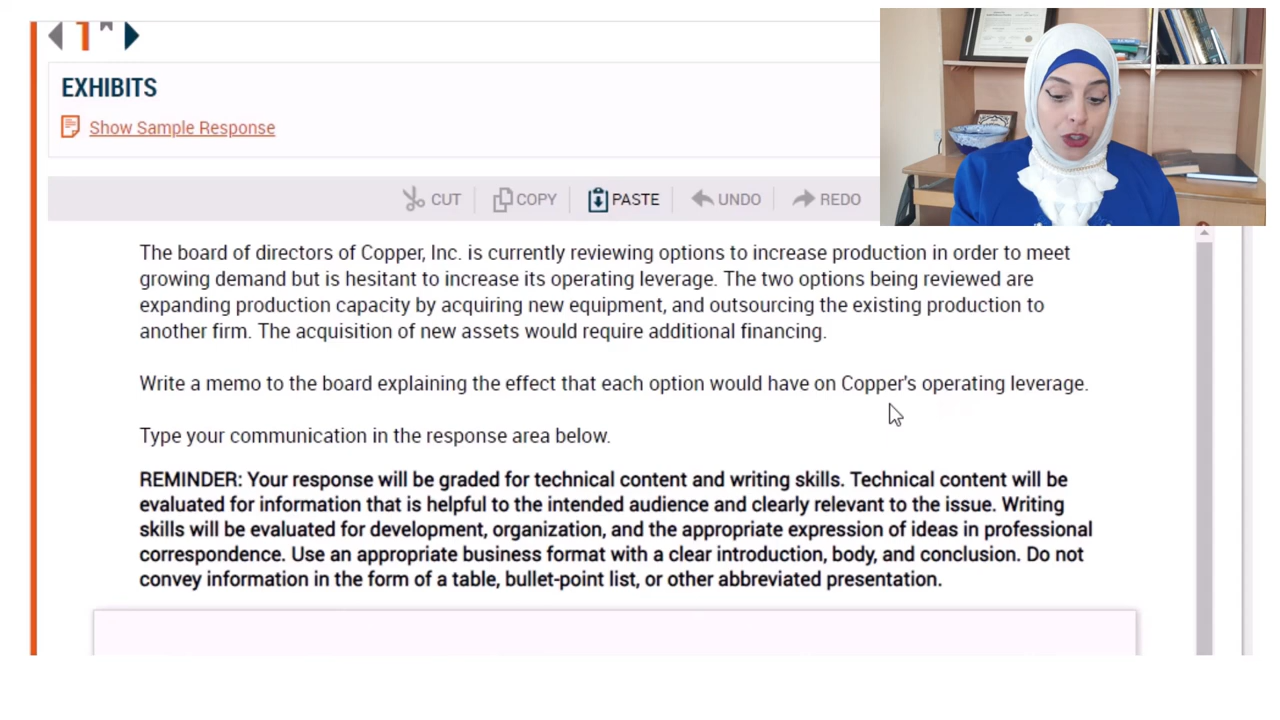 1
EXHIBITS
Show Sample Response
CUT COPY PASTE UNDO REDO
The board of directors of Copper, Inc. is currently reviewing options to increase production in order to meet
growing demand but is hesitant to increase its operating leverage. The two options being reviewed are
expanding production capacity by acquiring new equipment, and outsourcing the existing production to
another firm. The acquisition of new assets would require additional financing.
Write a memo to the board explaining the effect that each option would have on Copper's operating leverage.
Type your communication in the response area below.
REMINDER: Your response will be graded for technical content and writing skills. Technical content will be
evaluated for information that is helpful to the intended audience and clearly relevant to the issue. Writing
skills will be evaluated for development, organization, and the appropriate expression of ideas in professional
correspondence. Use an appropriate business format with a clear introduction, body, and conclusion. Do not
convey information in the form of a table, bullet-point list, or other abbreviated presentation.